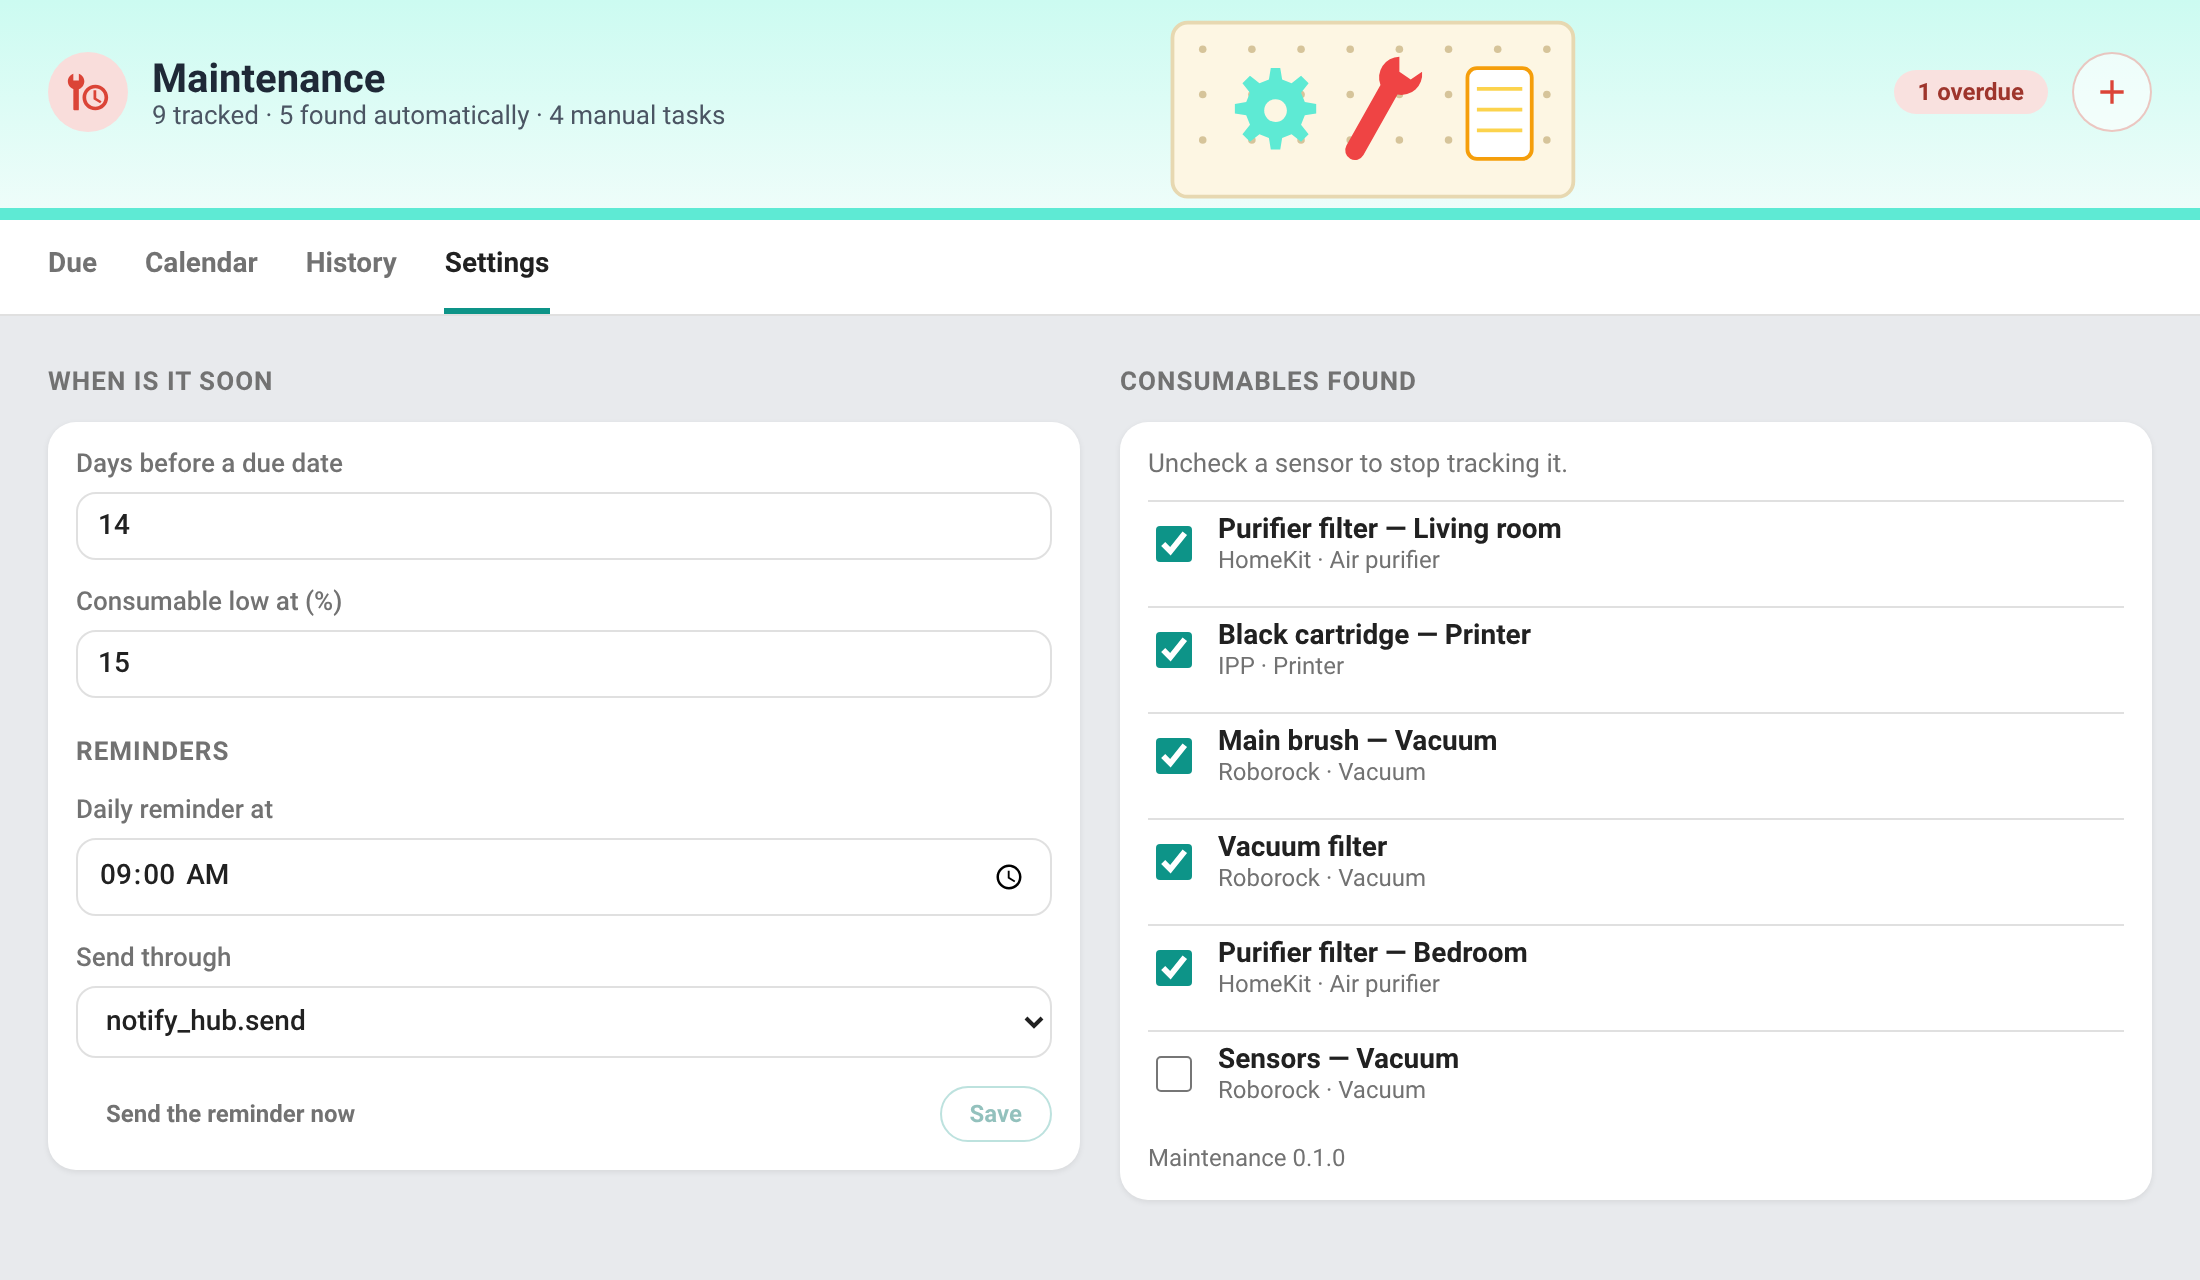 Maintenance
9 tracked · 5 found automatically · 4 manual tasks
1 overdue
Due
Calendar
History
Settings
WHEN IS IT SOON
Days before a due date
14
Consumable low at (%)
15
REMINDERS
Daily reminder at
09:00 AM
Send through
notify_hub.send
Send the reminder now
Save
CONSUMABLES FOUND
Uncheck a sensor to stop tracking it.
Purifier filter — Living room
HomeKit · Air purifier
Black cartridge — Printer
IPP · Printer
Main brush — Vacuum
Roborock · Vacuum
Vacuum filter
Roborock · Vacuum
Purifier filter — Bedroom
HomeKit · Air purifier
Sensors — Vacuum
Roborock · Vacuum
Maintenance 0.1.0